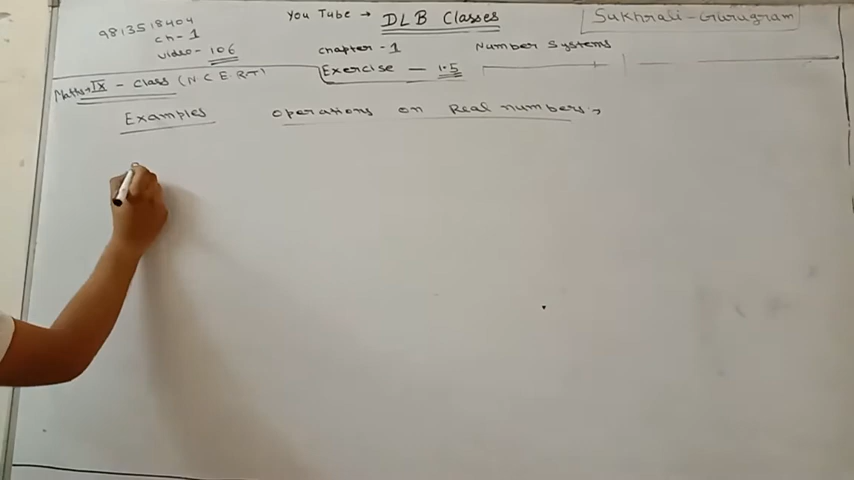 9813518404 You Tube → DLB Classes Sukhrali-Gurugram
ch-1
video- 106 chapter -1 Number Systems
Maths→ IX - class (N.C.E.R.T) Exercise — 1.5
Examples operations on Real numbers→